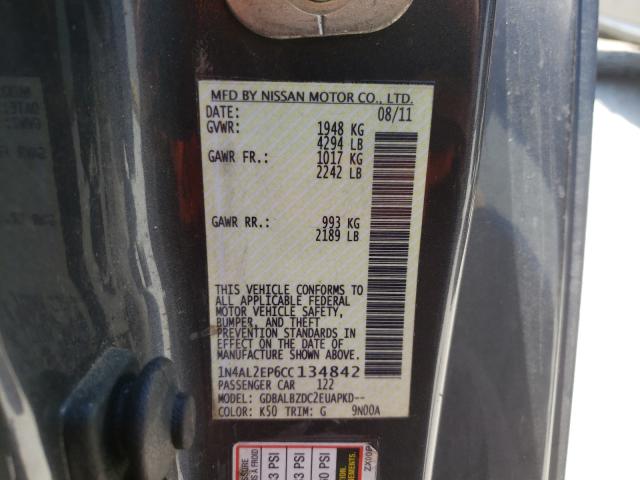 MFD BY NISSAN MOTOR CO., LTD.
DATE: 08/11
GVWR: 1948 KG
4294 LB
GAWR FR.: 1017 KG
2242 LB
GAWR RR.: 993 KG
2189 LB
THIS VEHICLE CONFORMS TO
ALL APPLICABLE FEDERAL
MOTOR VEHICLE SAFETY,
BUMPER, AND THEFT
PREVENTION STANDARDS IN
EFFECT ON THE DATE OF
MANUFACTURE SHOWN ABOVE.
1N4AL2EP6CC134842
PASSENGER CAR 122
MODEL: GDBALBZDC2EUAPKD--
COLOR: K50 TRIM: G 9N00A
3 PSI
3 PSI
0 PSI